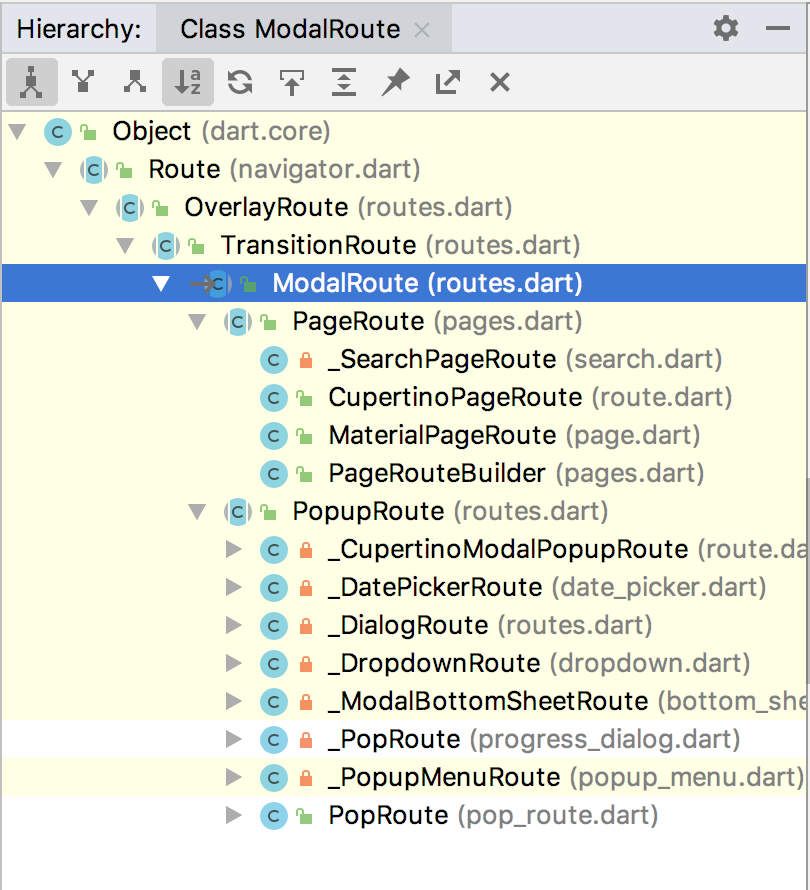 Hierarchy: Class ModalRoute
Object (dart.core)
Route (navigator.dart)
OverlayRoute (routes.dart)
TransitionRoute (routes.dart)
ModalRoute (routes.dart)
PageRoute (pages.dart)
_SearchPageRoute (search.dart)
CupertinoPageRoute (route.dart)
MaterialPageRoute (page.dart)
PageRouteBuilder (pages.dart)
PopupRoute (routes.dart)
_CupertinoModalPopupRoute (route.da
_DatePickerRoute (date_picker.dart)
_DialogRoute (routes.dart)
_DropdownRoute (dropdown.dart)
_ModalBottomSheetRoute (bottom_she
_PopRoute (progress_dialog.dart)
_PopupMenuRoute (popup_menu.dart)
PopRoute (pop_route.dart)